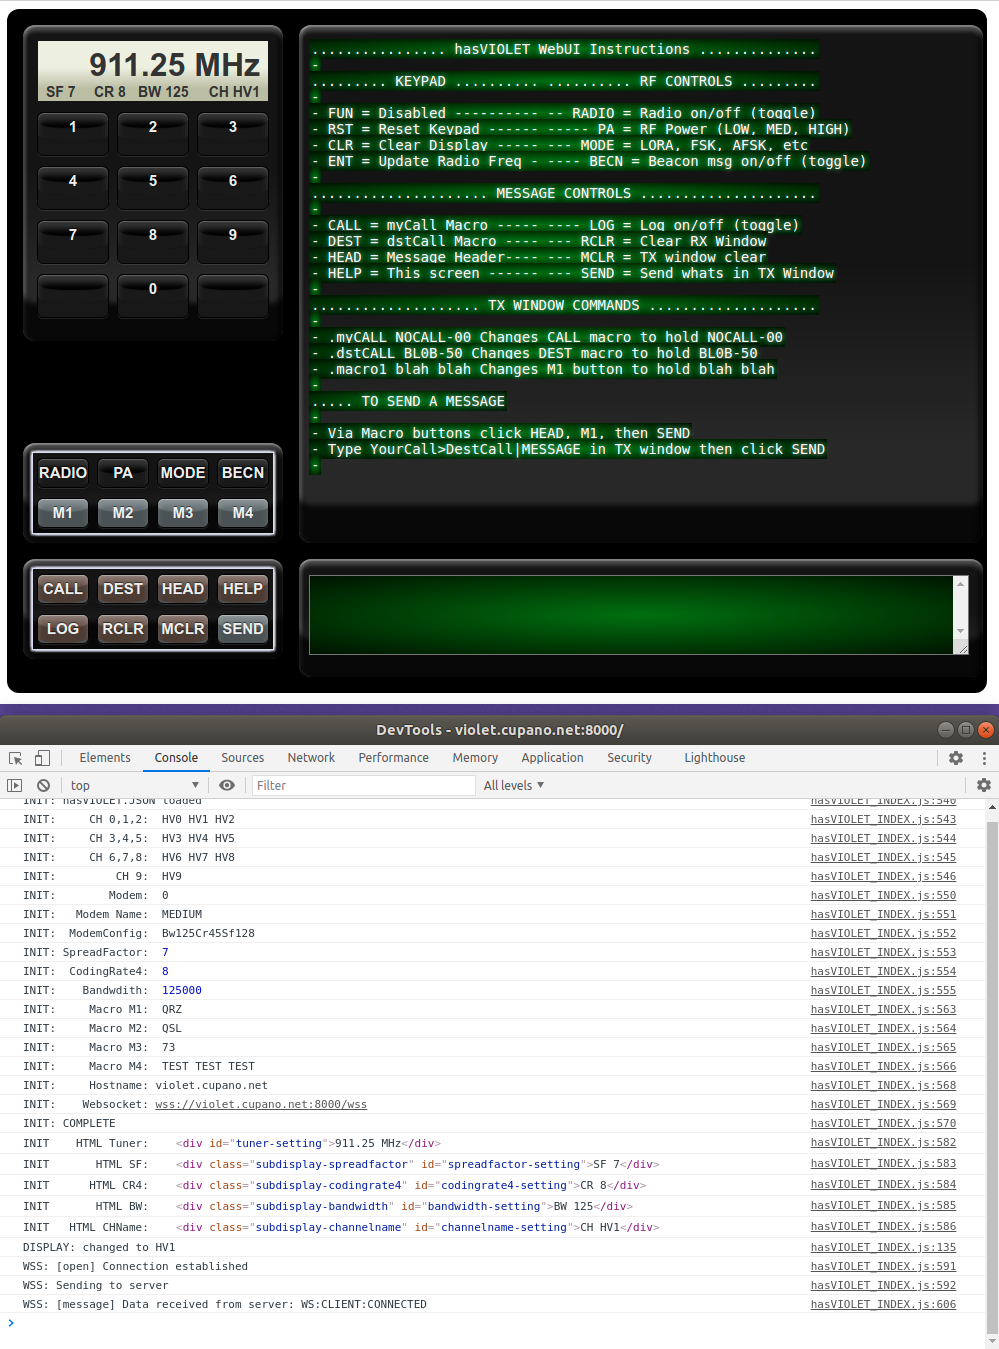 911.25 MHz
SF 7 CR 8 BW 125 CH HV1
1 2 3
4 5 6
7 8 9
0
................ hasVIOLET WebUI Instructions ..............
-
......... KEYPAD .......... .......... RF CONTROLS .........
-
- FUN = Disabled ---------- -- RADIO = Radio on/off (toggle)
- RST = Reset Keypad ------ ----- PA = RF Power (LOW, MED, HIGH)
- CLR = Clear Display ----- --- MODE = LORA, FSK, AFSK, etc
- ENT = Update Radio Freq - ---- BECN = Beacon msg on/off (toggle)
-
..................... MESSAGE CONTROLS .....................
-
- CALL = myCall Macro ----- ---- LOG = Log on/off (toggle)
- DEST = dstCall Macro ---- --- RCLR = Clear RX Window
- HEAD = Message Header---- --- MCLR = TX window clear
- HELP = This screen ------ --- SEND = Send whats in TX Window
-
.................... TX WINDOW COMMANDS ....................
-
- .myCALL NOCALL-00 Changes CALL macro to hold NOCALL-00
- .dstCALL BL0B-50 Changes DEST macro to hold BL0B-50
- .macro1 blah blah Changes M1 button to hold blah blah
-
..... TO SEND A MESSAGE
-
- Via Macro buttons click HEAD, M1, then SEND
- Type YourCall>DestCall|MESSAGE in TX window then click SEND
-
RADIO PA MODE BECN
M1 M2 M3 M4
CALL DEST HEAD HELP
LOG RCLR MCLR SEND
DevTools - violet.cupano.net:8000/
Elements Console Sources Network Performance Memory Application Security Lighthouse
top Filter All levels
INIT: hasVIOLET.JSON loaded hasVIOLET_INDEX.js:540
INIT: CH 0,1,2: HV0 HV1 HV2 hasVIOLET_INDEX.js:543
INIT: CH 3,4,5: HV3 HV4 HV5 hasVIOLET_INDEX.js:544
INIT: CH 6,7,8: HV6 HV7 HV8 hasVIOLET_INDEX.js:545
INIT: CH 9: HV9 hasVIOLET_INDEX.js:546
INIT: Modem: 0 hasVIOLET_INDEX.js:550
INIT: Modem Name: MEDIUM hasVIOLET_INDEX.js:551
INIT: ModemConfig: Bw125Cr45Sf128 hasVIOLET_INDEX.js:552
INIT: SpreadFactor: 7 hasVIOLET_INDEX.js:553
INIT: CodingRate4: 8 hasVIOLET_INDEX.js:554
INIT: Bandwdith: 125000 hasVIOLET_INDEX.js:555
INIT: Macro M1: QRZ hasVIOLET_INDEX.js:563
INIT: Macro M2: QSL hasVIOLET_INDEX.js:564
INIT: Macro M3: 73 hasVIOLET_INDEX.js:565
INIT: Macro M4: TEST TEST TEST hasVIOLET_INDEX.js:566
INIT: Hostname: violet.cupano.net hasVIOLET_INDEX.js:568
INIT: Websocket: wss://violet.cupano.net:8000/wss hasVIOLET_INDEX.js:569
INIT: COMPLETE hasVIOLET_INDEX.js:570
INIT HTML Tuner: <div id="tuner-setting">911.25 MHz</div> hasVIOLET_INDEX.js:582
INIT HTML SF: <div class="subdisplay-spreadfactor" id="spreadfactor-setting">SF 7</div> hasVIOLET_INDEX.js:583
INIT HTML CR4: <div class="subdisplay-codingrate4" id="codingrate4-setting">CR 8</div> hasVIOLET_INDEX.js:584
INIT HTML BW: <div class="subdisplay-bandwidth" id="bandwidth-setting">BW 125</div> hasVIOLET_INDEX.js:585
INIT HTML CHName: <div class="subdisplay-channelname" id="channelname-setting">CH HV1</div> hasVIOLET_INDEX.js:586
DISPLAY: changed to HV1 hasVIOLET_INDEX.js:135
WSS: [open] Connection established hasVIOLET_INDEX.js:591
WSS: Sending to server hasVIOLET_INDEX.js:592
WSS: [message] Data received from server: WS:CLIENT:CONNECTED hasVIOLET_INDEX.js:606